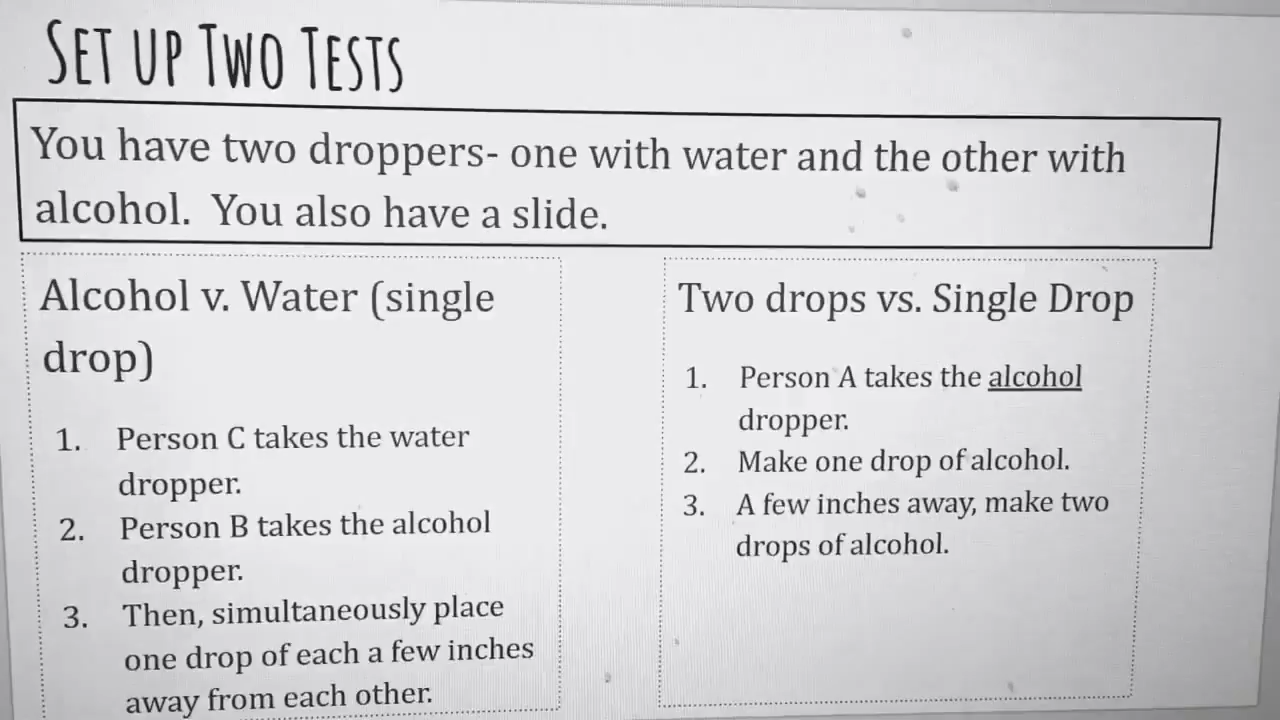 SET UP TWO TESTS
You have two droppers- one with water and the other with
alcohol. You also have a slide.
Alcohol v. Water (single
drop)
1. Person C takes the water
dropper.
2. Person B takes the alcohol
dropper.
3. Then, simultaneously place
one drop of each a few inches
away from each other.
Two drops vs. Single Drop
1. Person A takes the alcohol
dropper.
2. Make one drop of alcohol.
3. A few inches away, make two
drops of alcohol.